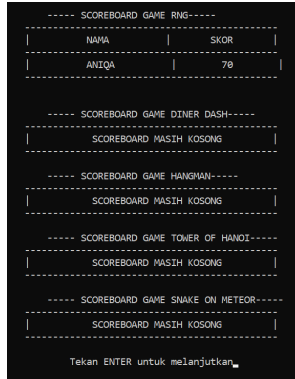 ----- SCOREBOARD GAME RNG-----
| NAMA | SKOR |
| ANIQA | 70 |
----- SCOREBOARD GAME DINER DASH-----
| SCOREBOARD MASIH KOSONG |
----- SCOREBOARD GAME HANGMAN-----
| SCOREBOARD MASIH KOSONG |
----- SCOREBOARD GAME TOWER OF HANOI-----
| SCOREBOARD MASIH KOSONG |
----- SCOREBOARD GAME SNAKE ON METEOR-----
| SCOREBOARD MASIH KOSONG |
Tekan ENTER untuk melanjutkan_